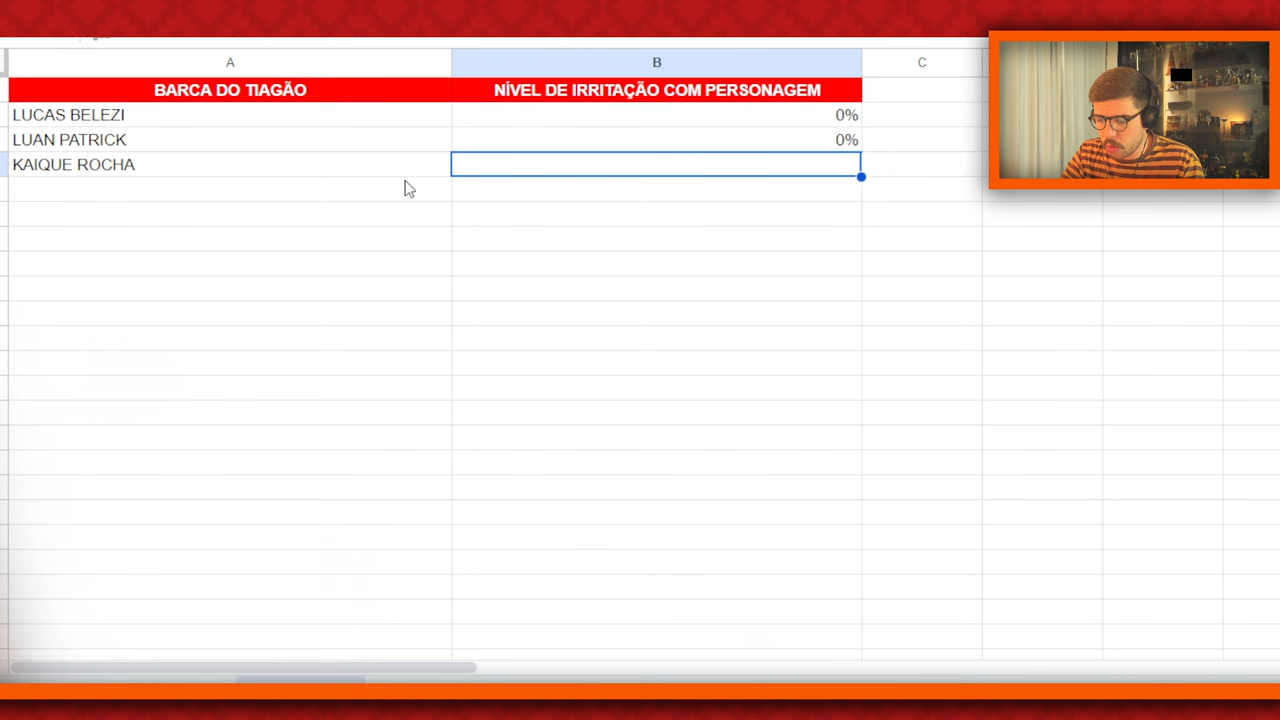 A B C
BARCA DO TIAGÃO NÍVEL DE IRRITAÇÃO COM PERSONAGEM
LUCAS BELEZI 0%
LUAN PATRICK 0%
KAIQUE ROCHA